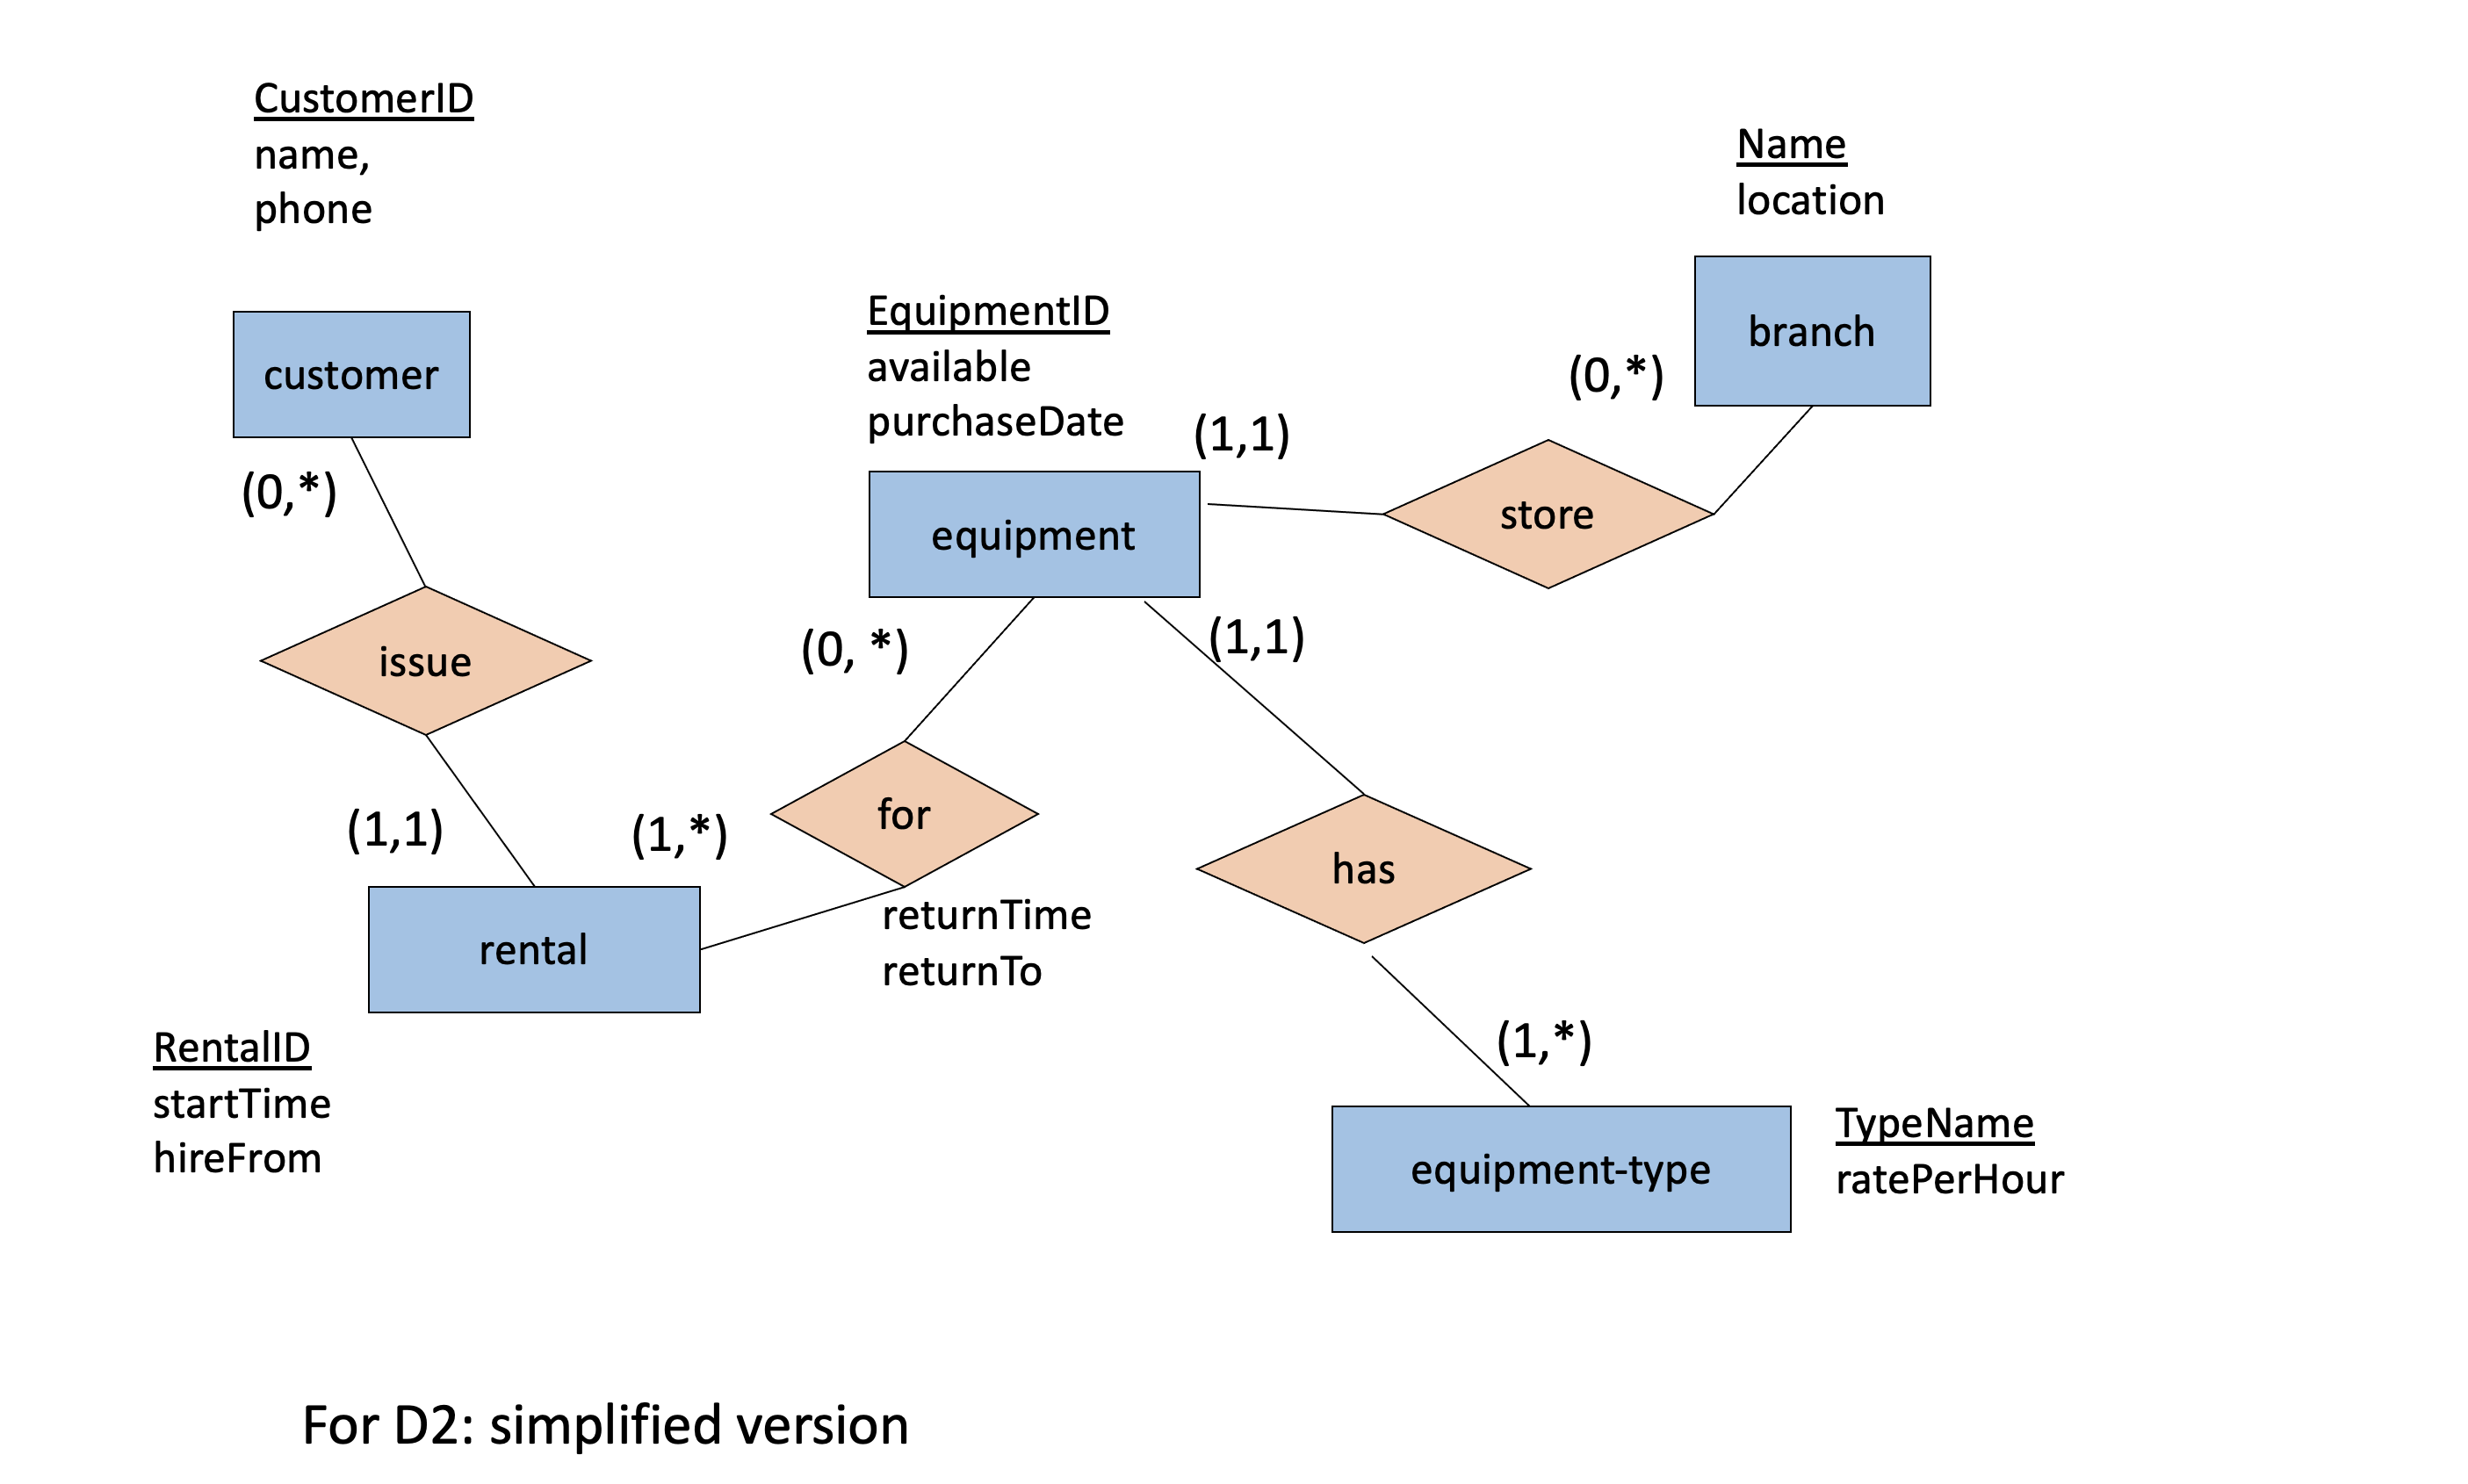 CustomerID
name,
phone
Name
location
customer
(0,*)
EquipmentID
available
purchaseDate
(1,1)
(0,*)
branch
equipment
store
issue
(0, *)
(1,1)
(1,1)
(1,*)
for
has
rental
returnTime
returnTo
RentalID
startTime
hireFrom
(1,*)
equipment-type
TypeName
ratePerHour
For D2: simplified version